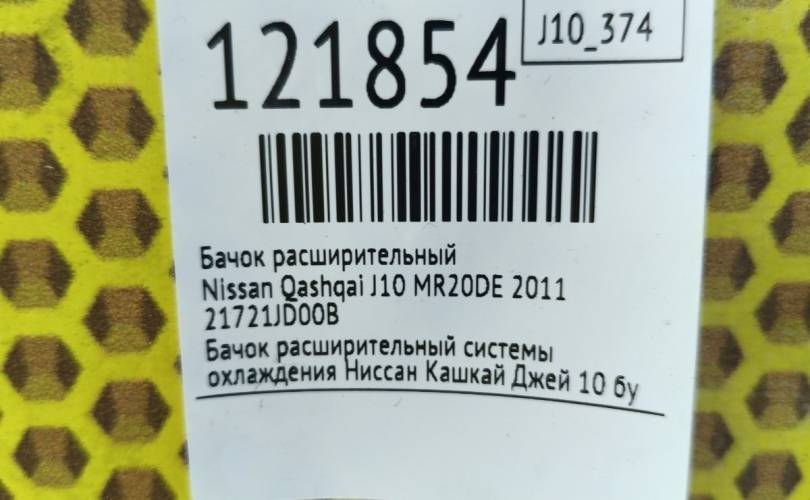 J10_374
121854
Бачок расширительный
Nissan Qashqai J10 MR20DE 2011
21721JD00B
Бачок расширительный системы
охлаждения Ниссан Кашкай Джей 10 бу